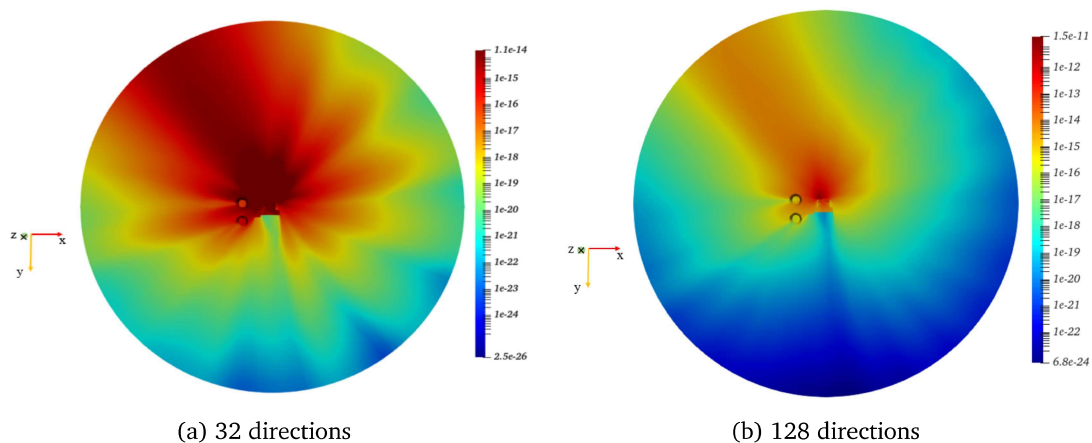 1.1e-14
1e-15
1e-16
1e-17
1e-18
1e-19
1e-20
1e-21
1e-22
1e-23
1e-24
2.5e-26
z
x
y
(a) 32 directions
1.5e-11
1e-12
1e-13
1e-14
1e-15
1e-16
1e-17
1e-18
1e-19
1e-20
1e-21
1e-22
6.8e-24
z
x
y
(b) 128 directions